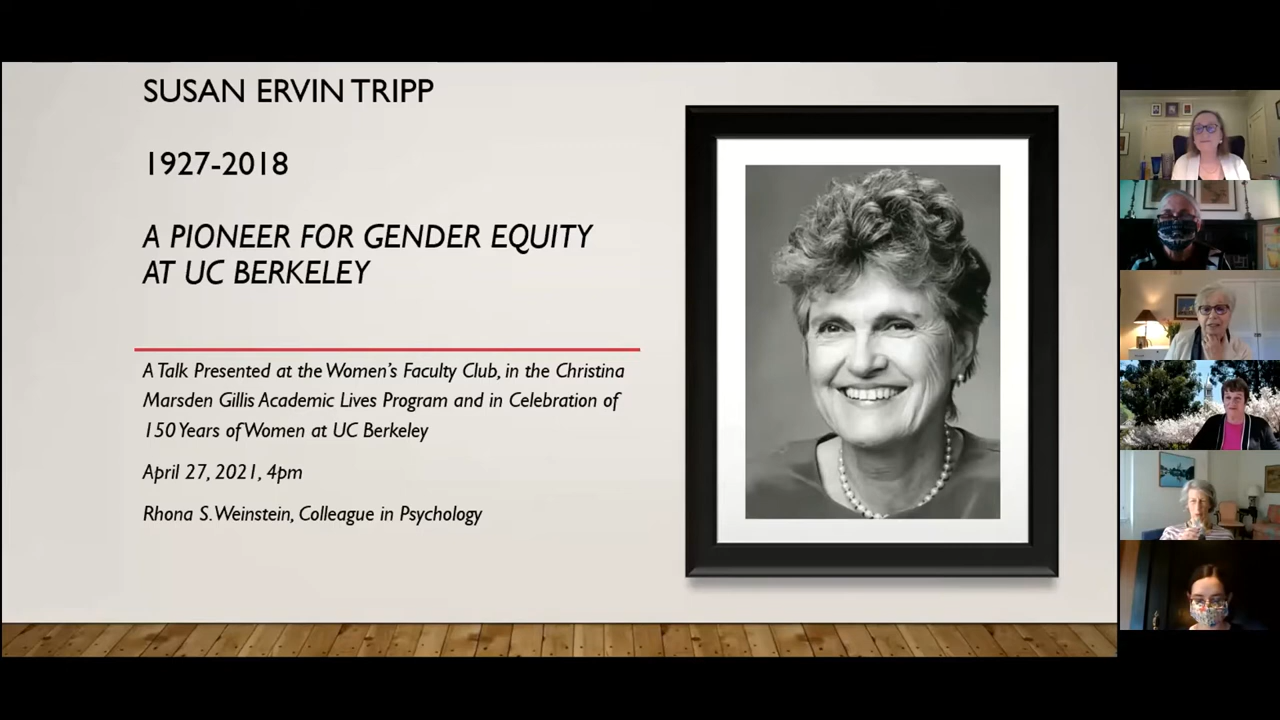 SUSAN ERVIN TRIPP
1927-2018
A PIONEER FOR GENDER EQUITY
AT UC BERKELEY
A Talk Presented at the Women's Faculty Club, in the Christina
Marsden Gillis Academic Lives Program and in Celebration of
150 Years of Women at UC Berkeley
April 27, 2021, 4pm
Rhona S. Weinstein, Colleague in Psychology